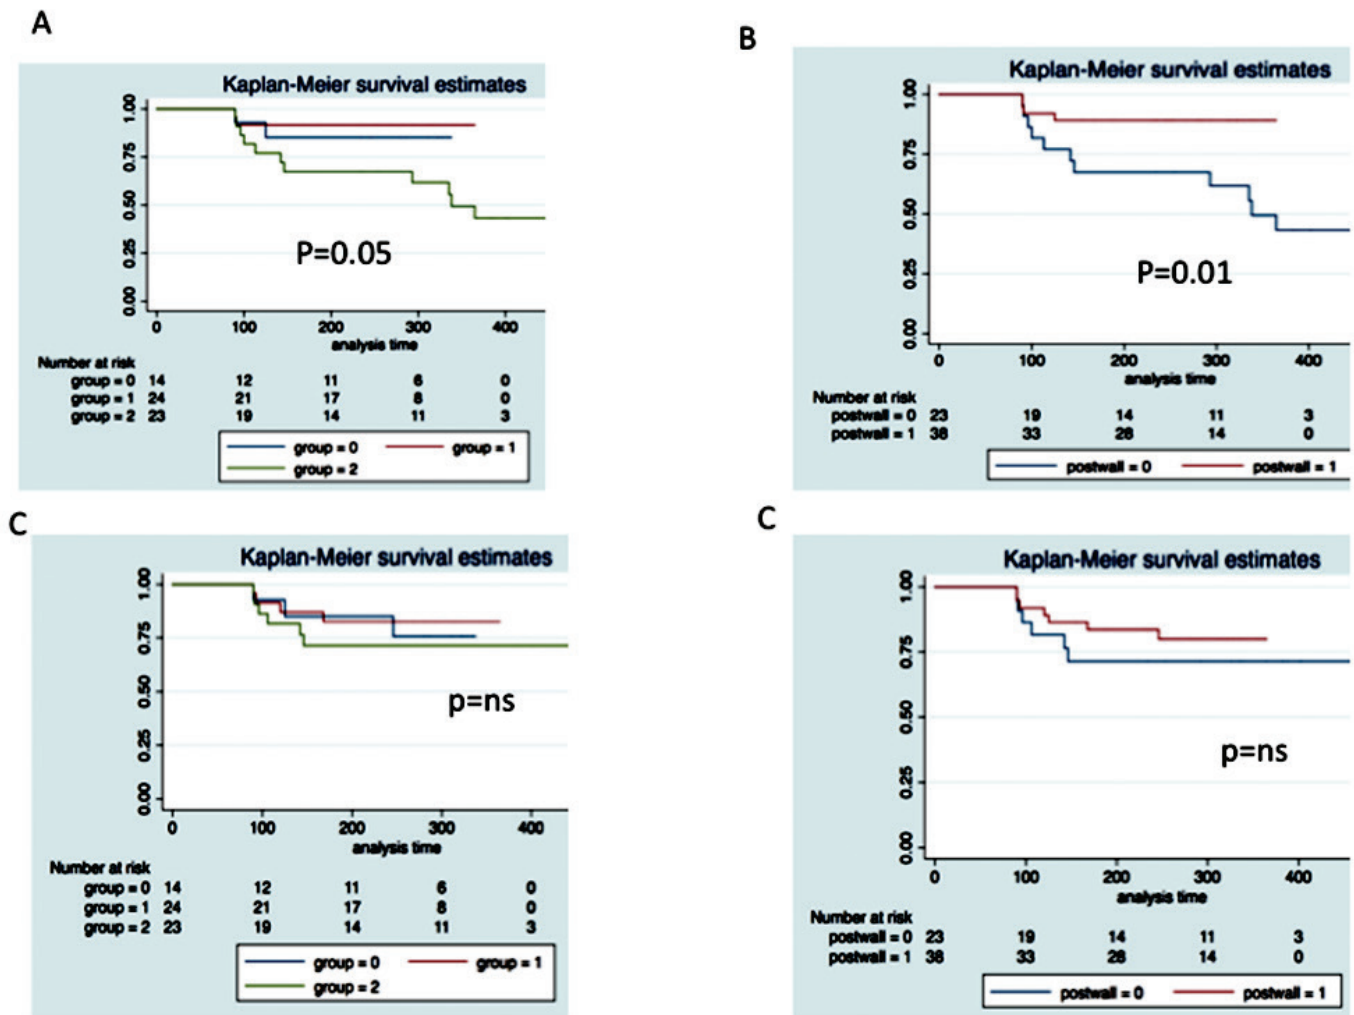 A
Kaplan-Meier survival estimates
1.00
0.75
0.50
0.25
0.00
P=0.05
0 100 200 300 400
analysis time
Number at risk
group = 0 14 12 11 6 0
group = 1 24 21 17 8 0
group = 2 23 19 14 11 3
group = 0 group = 1
group = 2
B
Kaplan-Meier survival estimates
1.00
0.75
0.50
0.25
0.00
P=0.01
0 100 200 300 400
analysis time
Number at risk
postwall = 0 23 19 14 11 3
postwall = 1 38 33 28 14 0
postwall = 0 postwall = 1
C
Kaplan-Meier survival estimates
1.00
0.75
0.50
0.25
0.00
p=ns
0 100 200 300 400
analysis time
Number at risk
group = 0 14 12 11 6 0
group = 1 24 21 17 8 0
group = 2 23 19 14 11 3
group = 0 group = 1
group = 2
C
Kaplan-Meier survival estimates
1.00
0.75
0.50
0.25
0.00
p=ns
0 100 200 300 400
analysis time
Number at risk
postwall = 0 23 19 14 11 3
postwall = 1 38 33 28 14 0
postwall = 0 postwall = 1